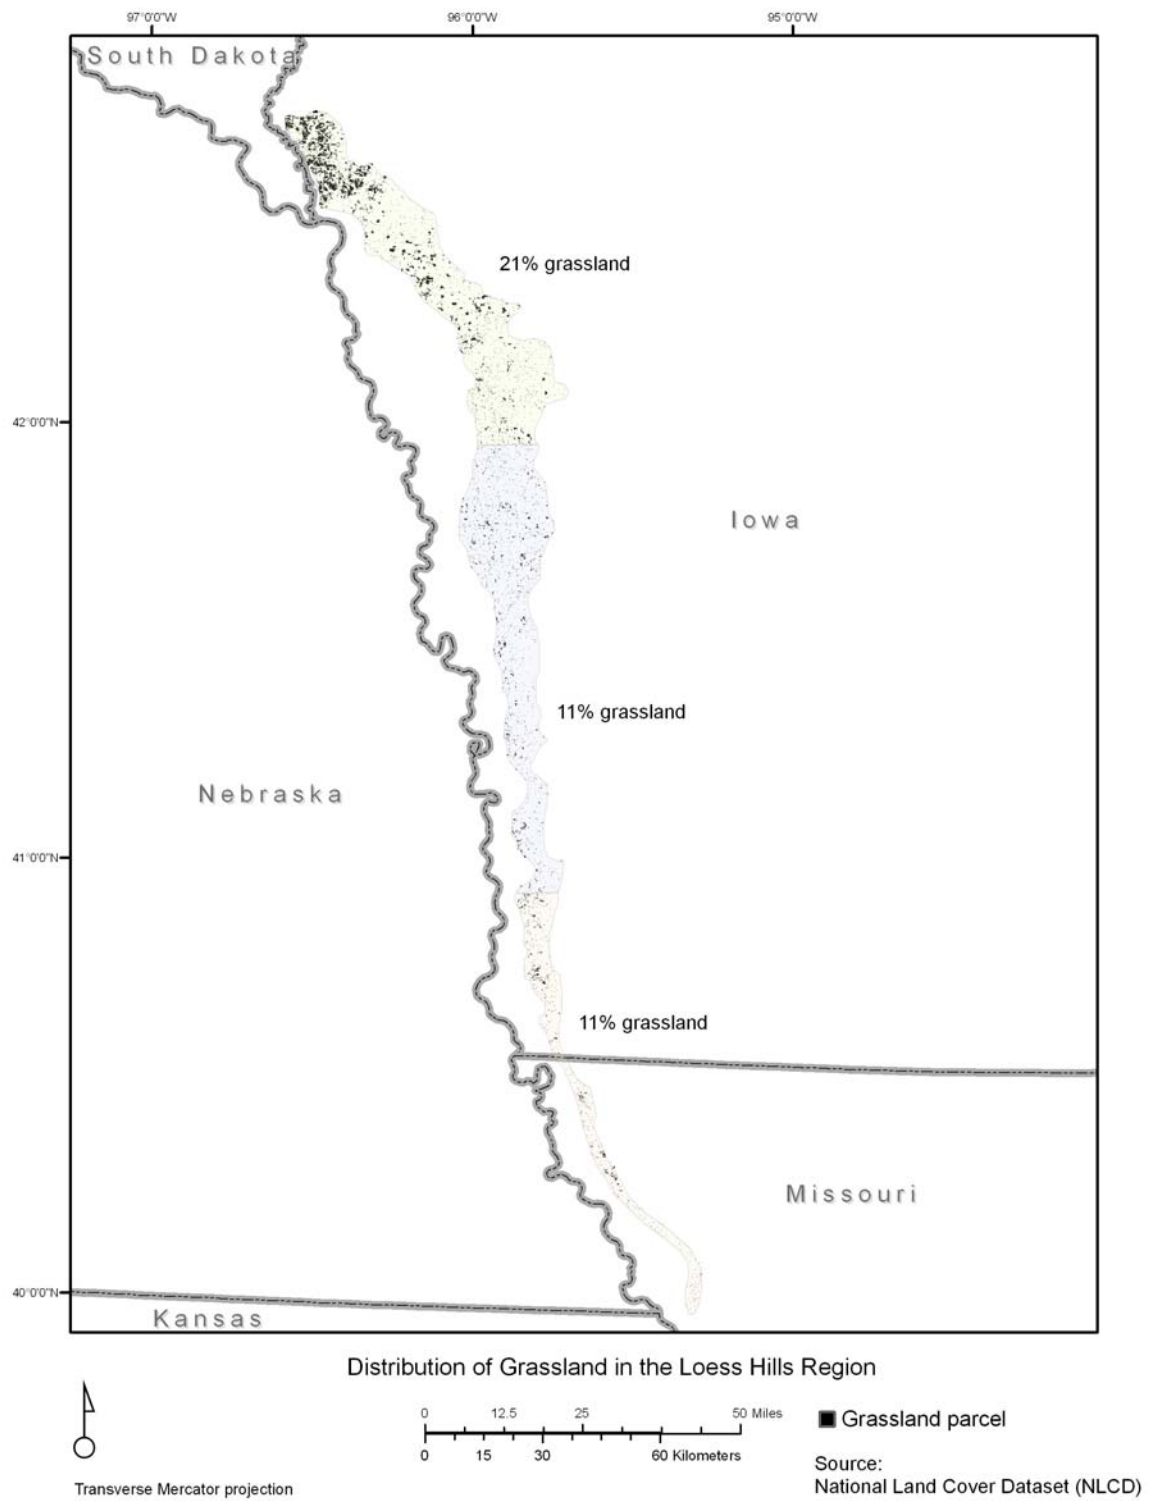 97°0'0"W 96°0'0"W 95°0'0"W
South Dakota
21% grassland
42°0'0"N
Iowa
11% grassland
Nebraska
41°0'0"N
11% grassland
Missouri
40°0'0"N
Kansas
Distribution of Grassland in the Loess Hills Region
0 12.5 25 50 Miles
0 15 30 60 Kilometers
Grassland parcel
Source:
National Land Cover Dataset (NLCD)
Transverse Mercator projection